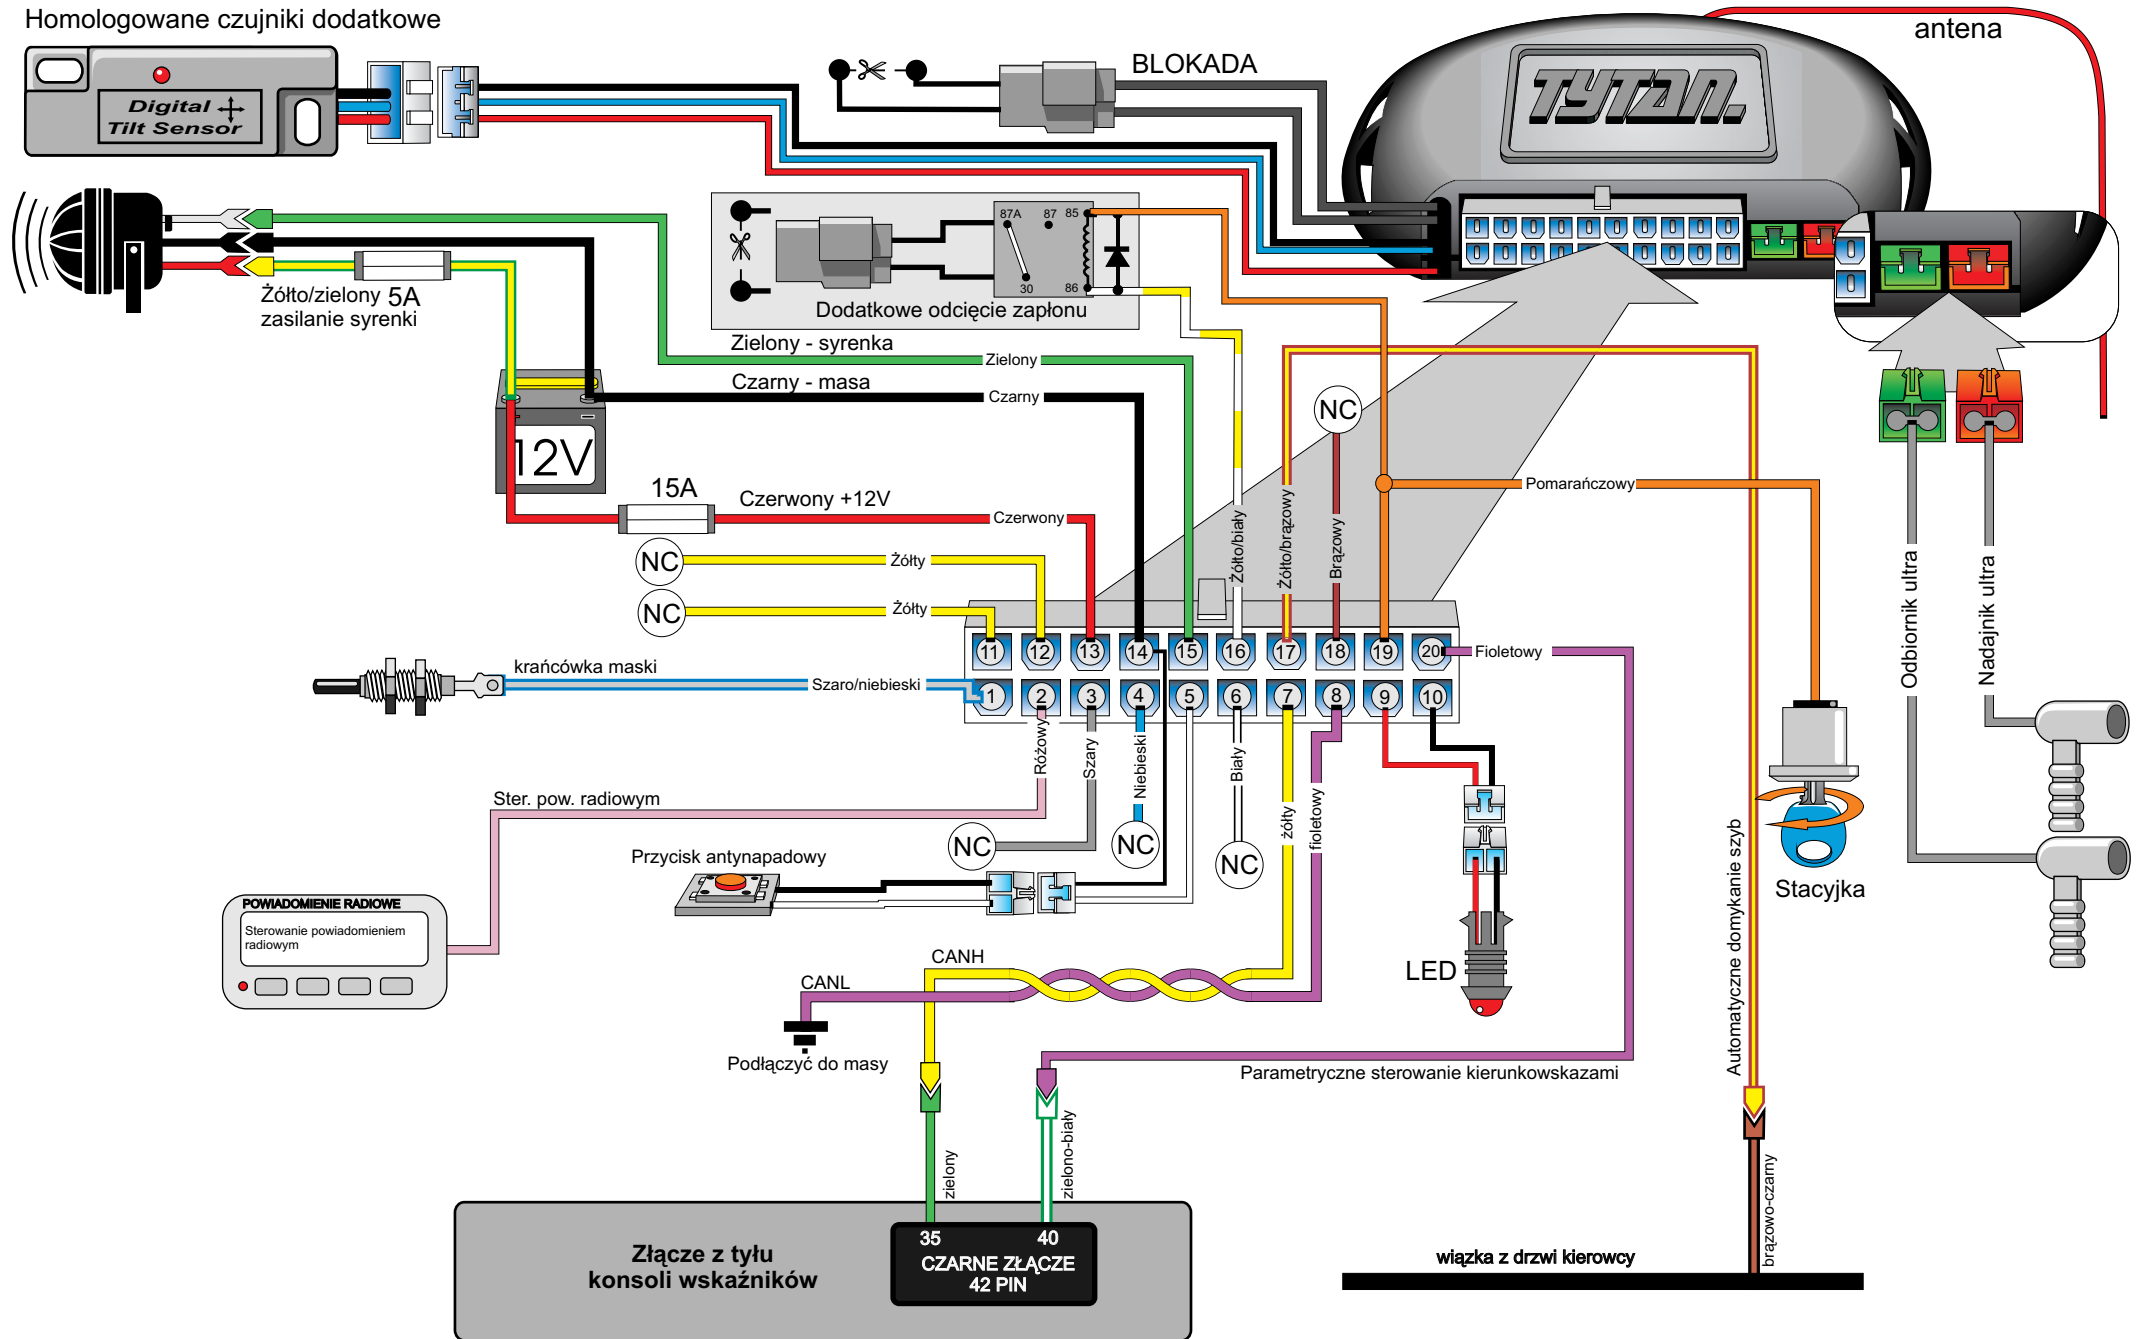 Homologowane czujniki dodatkowe
Digital
Tilt Sensor
BLOKADA
TYTAN.
antena
87A
87
85
30
86
Dodatkowe odcięcie zapłonu
Żółto/zielony 5A
zasilanie syrenki
Zielony - syrenka
Zielony
Czarny - masa
Czarny
12V
15A
Czerwony +12V
Czerwony
NC
Żółty
NC
Żółty
NC
Żółto/biały
Żółto/brązowy
Brązowy
Pomarańczowy
Odbiornik ultra
Nadajnik ultra
11 12 13 14 15 16 17 18 19 20
Fioletowy
1 2 3 4 5 6 7 8 9 10
krańcówka maski
Szaro/niebieski
Różowy
Szary
Niebieski
Biały
żółty
fioletowy
Ster. pow. radiowym
NC
NC
NC
Przycisk antynapadowy
POWIADOMIENIE RADIOWE
Sterowanie powiadomieniem
radiowym
CANH
CANL
Podłączyć do masy
LED
Stacyjka
Automatyczne domykanie szyb
Parametryczne sterowanie kierunkowskazami
zielony
zielono-biały
brązowo-czarny
Złącze z tyłu
konsoli wskaźników
35
40
CZARNE ZŁĄCZE
42 PIN
wiązka z drzwi kierowcy